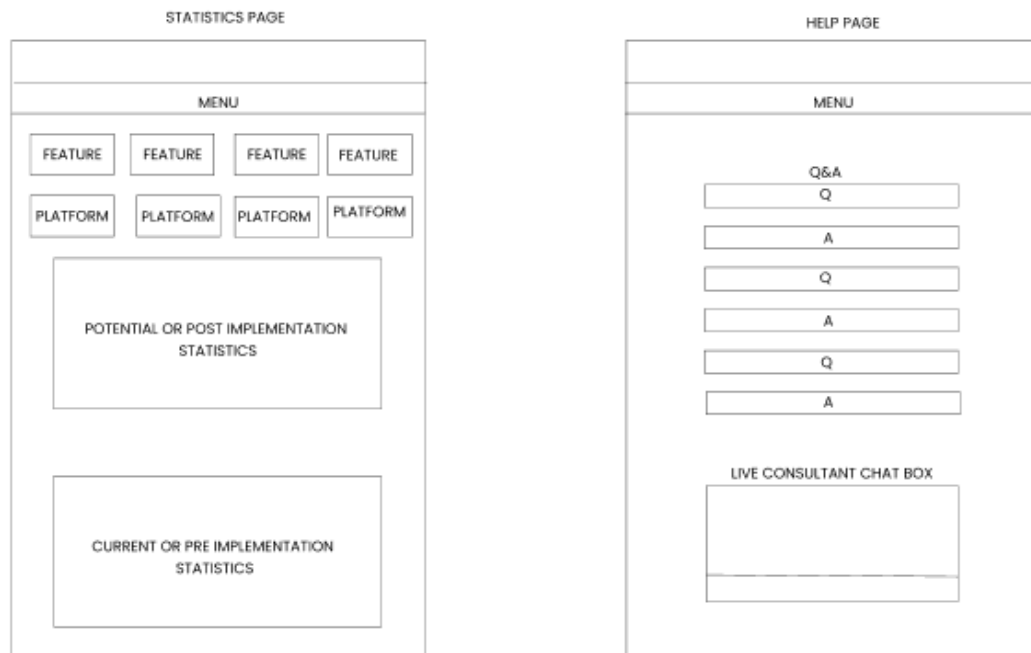 STATISTICS PAGE
MENU
FEATURE
FEATURE
FEATURE
FEATURE
PLATFORM
PLATFORM
PLATFORM
PLATFORM
POTENTIAL OR POST IMPLEMENTATION
STATISTICS
CURRENT OR PRE IMPLEMENTATION
STATISTICS
HELP PAGE
MENU
Q&A
Q
A
Q
A
Q
A
LIVE CONSULTANT CHAT BOX